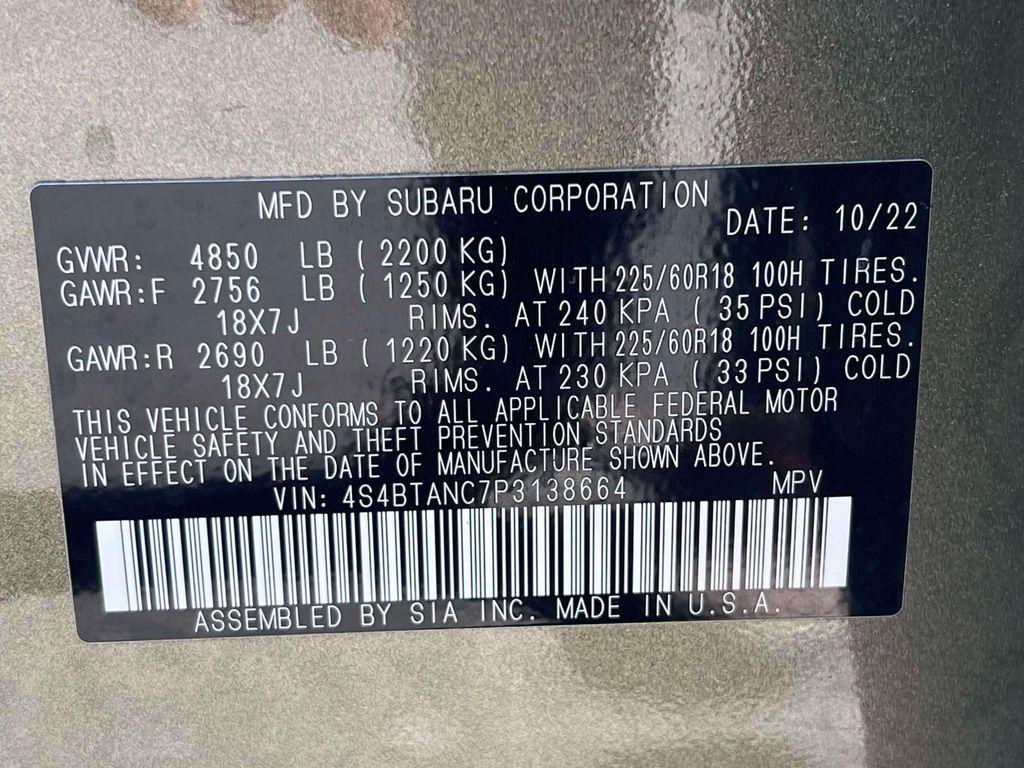 MFD BY SUBARU CORPORATION
DATE: 10/22
GVWR: 4850 LB ( 2200 KG)
GAWR:F 2756 LB ( 1250 KG) WITH 225/60R18 100H TIRES.
18X7J RIMS. AT 240 KPA ( 35 PSI) COLD
GAWR:R 2690 LB ( 1220 KG) WITH 225/60R18 100H TIRES.
18X7J RIMS. AT 230 KPA ( 33 PSI) COLD
THIS VEHICLE CONFORMS TO ALL APPLICABLE FEDERAL MOTOR
VEHICLE SAFETY AND THEFT PREVENTION STANDARDS
IN EFFECT ON THE DATE OF MANUFACTURE SHOWN ABOVE.
VIN: 4S4BTANC7P3138664 MPV
ASSEMBLED BY SIA INC. MADE IN U.S.A.